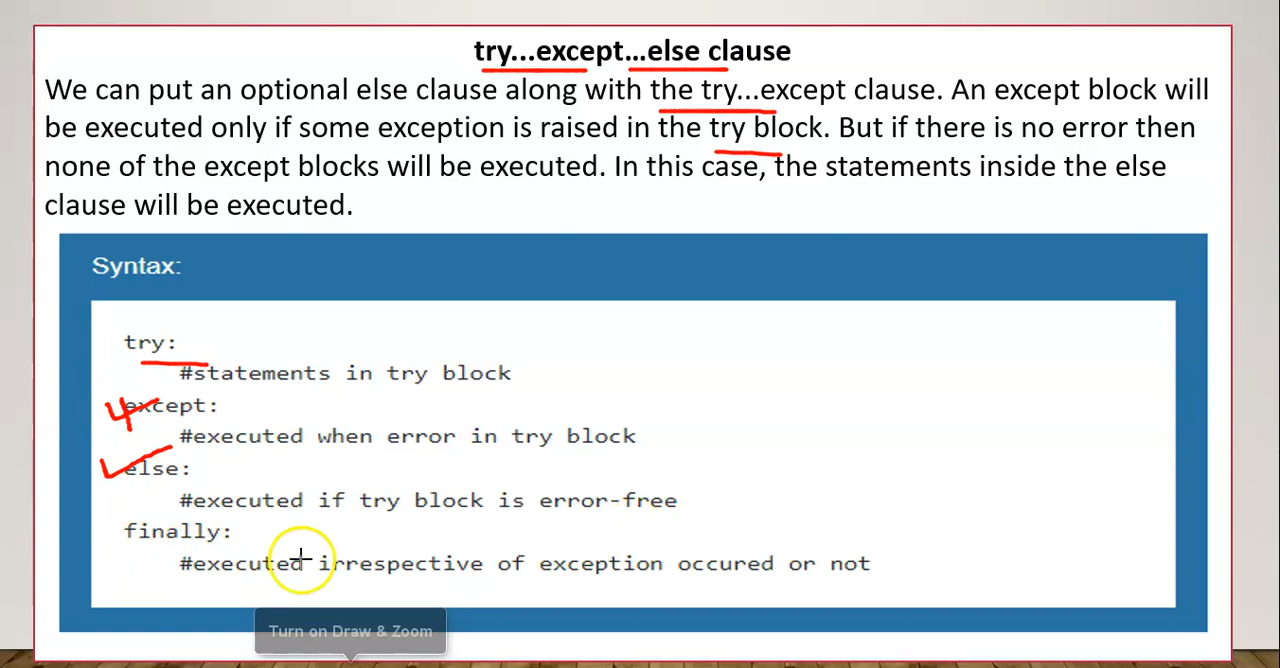 try...except...else clause
We can put an optional else clause along with the try...except clause. An except block will
be executed only if some exception is raised in the try block. But if there is no error then
none of the except blocks will be executed. In this case, the statements inside the else
clause will be executed.
Syntax:
try:
#statements in try block
except:
#executed when error in try block
else:
#executed if try block is error-free
finally:
#executed irrespective of exception occured or not
Turn on Draw & Zoom